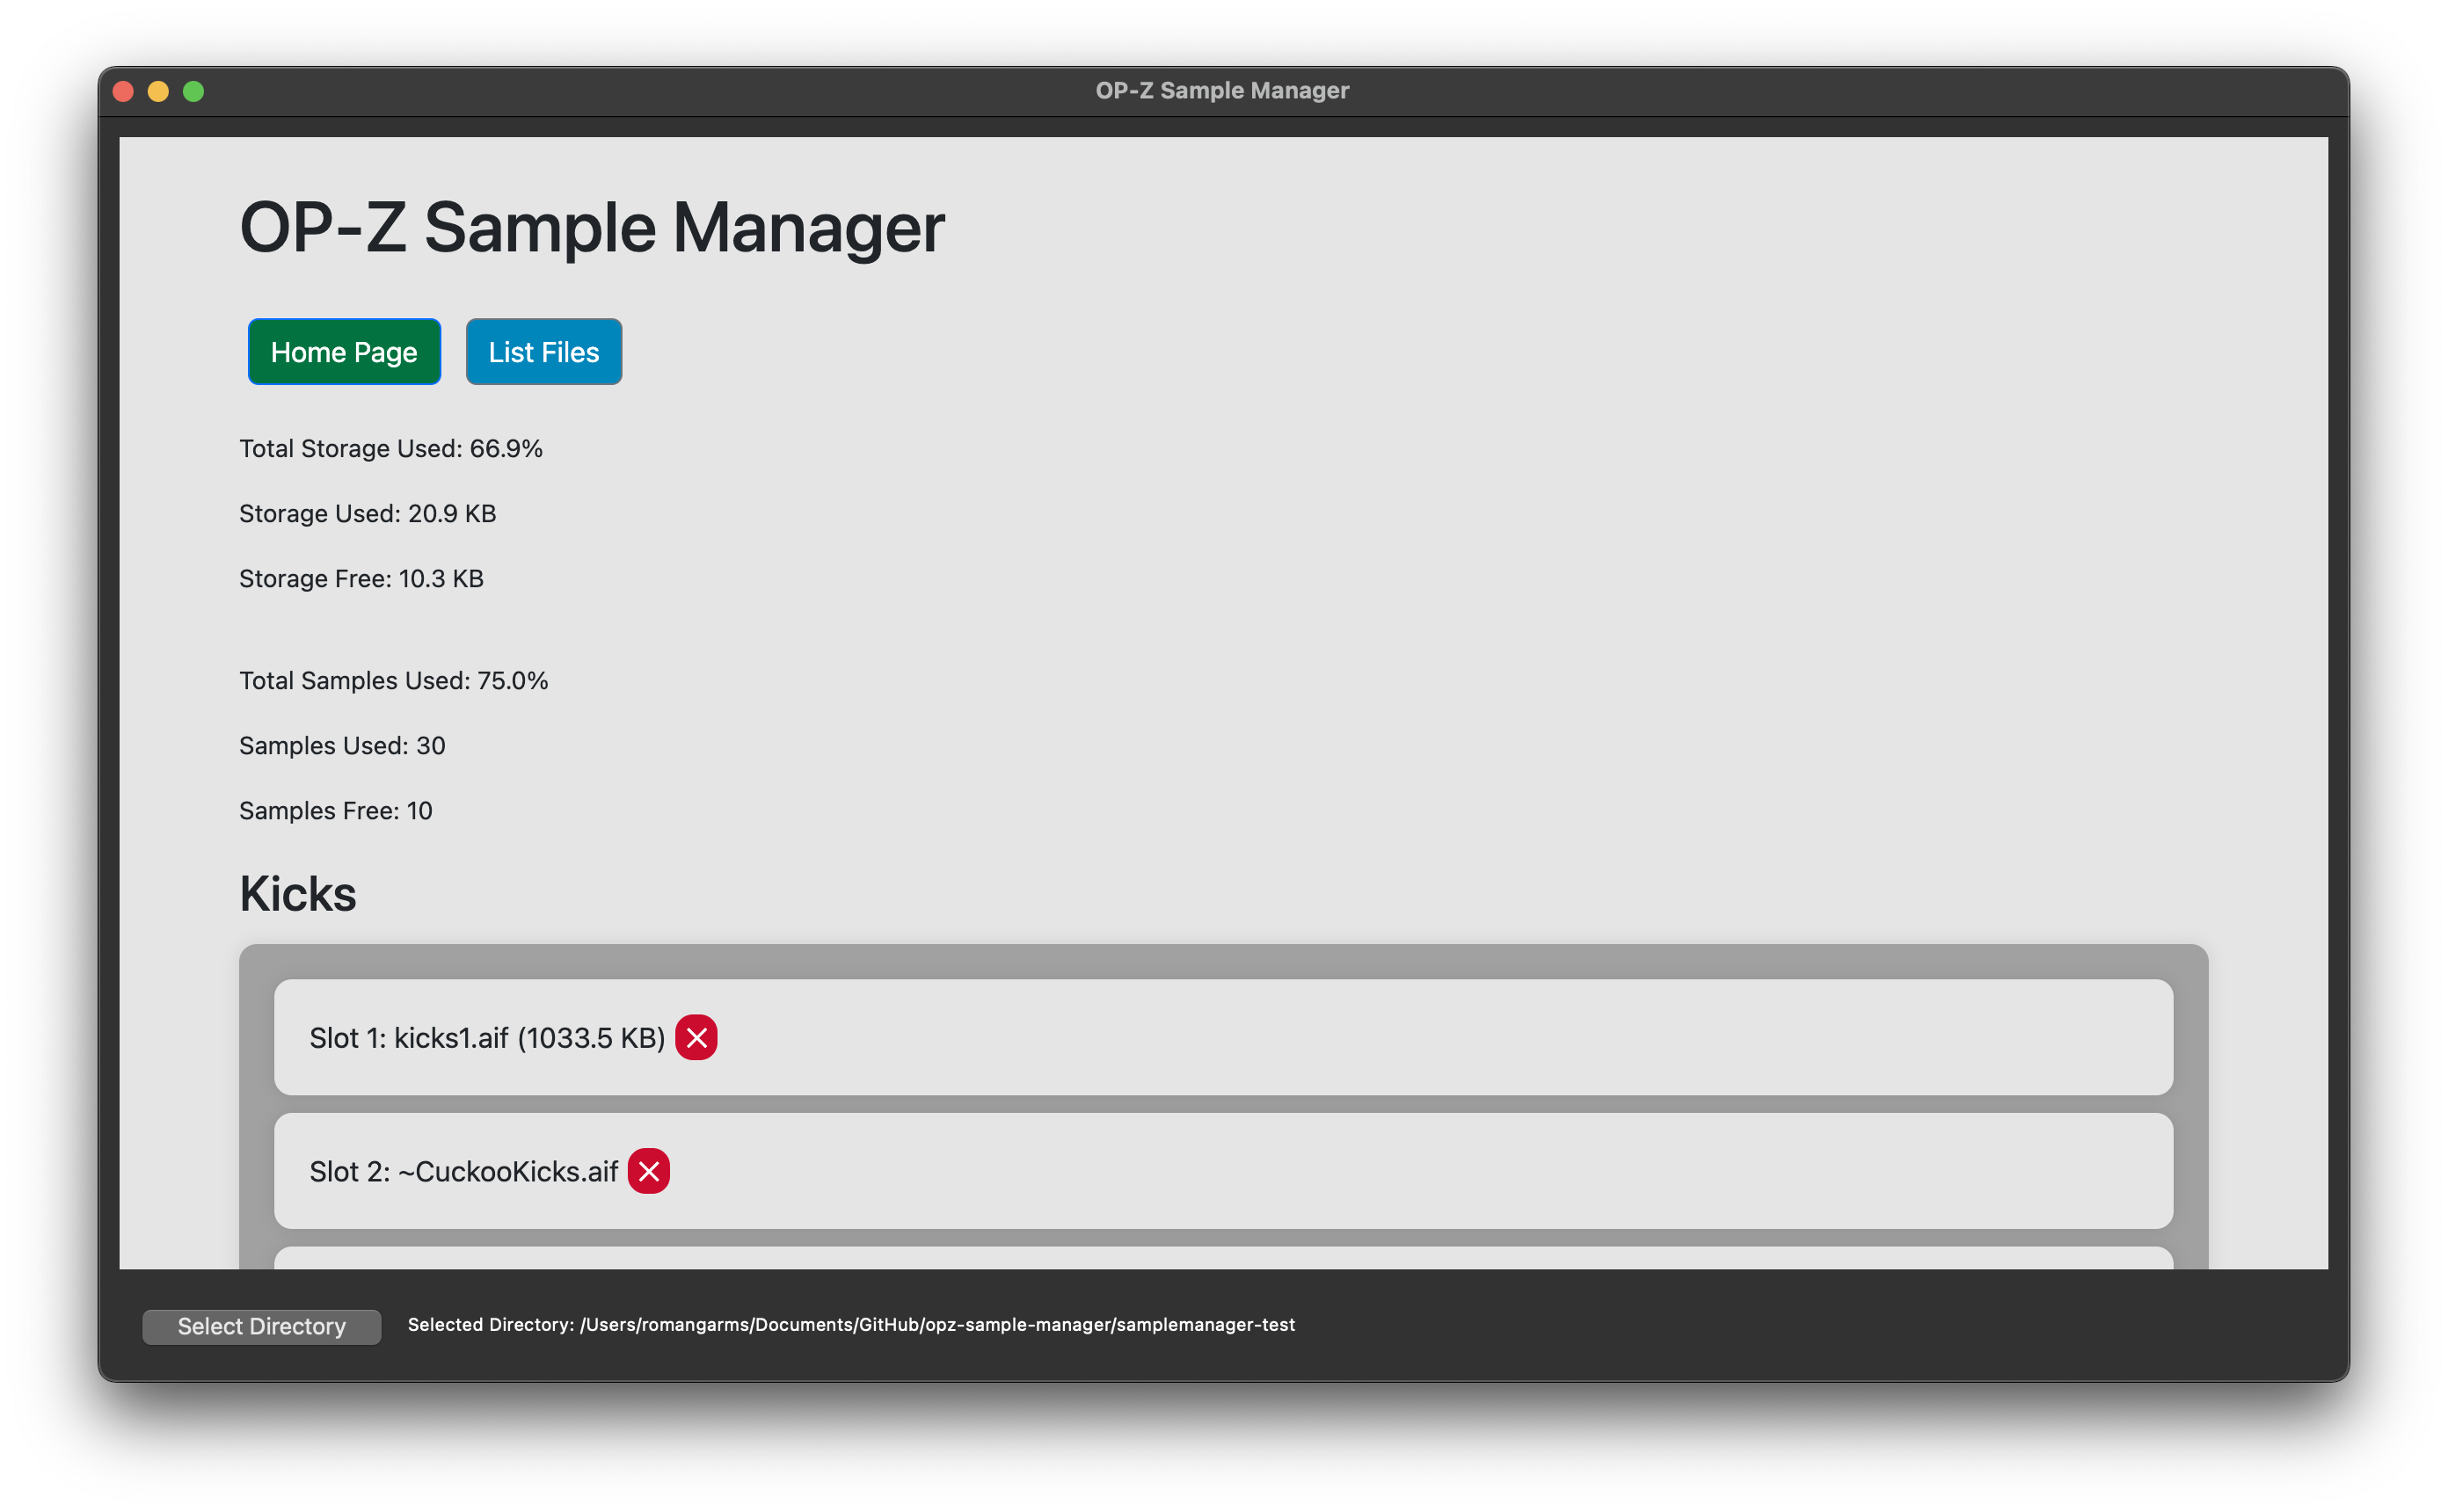 OP-Z Sample Manager
OP-Z Sample Manager
Home Page
List Files
Total Storage Used: 66.9%
Storage Used: 20.9 KB
Storage Free: 10.3 KB
Total Samples Used: 75.0%
Samples Used: 30
Samples Free: 10
Kicks
Slot 1: kicks1.aif (1033.5 KB)
Slot 2: ~CuckooKicks.aif
Select Directory
Selected Directory: /Users/romangarms/Documents/GitHub/opz-sample-manager/samplemanager-test